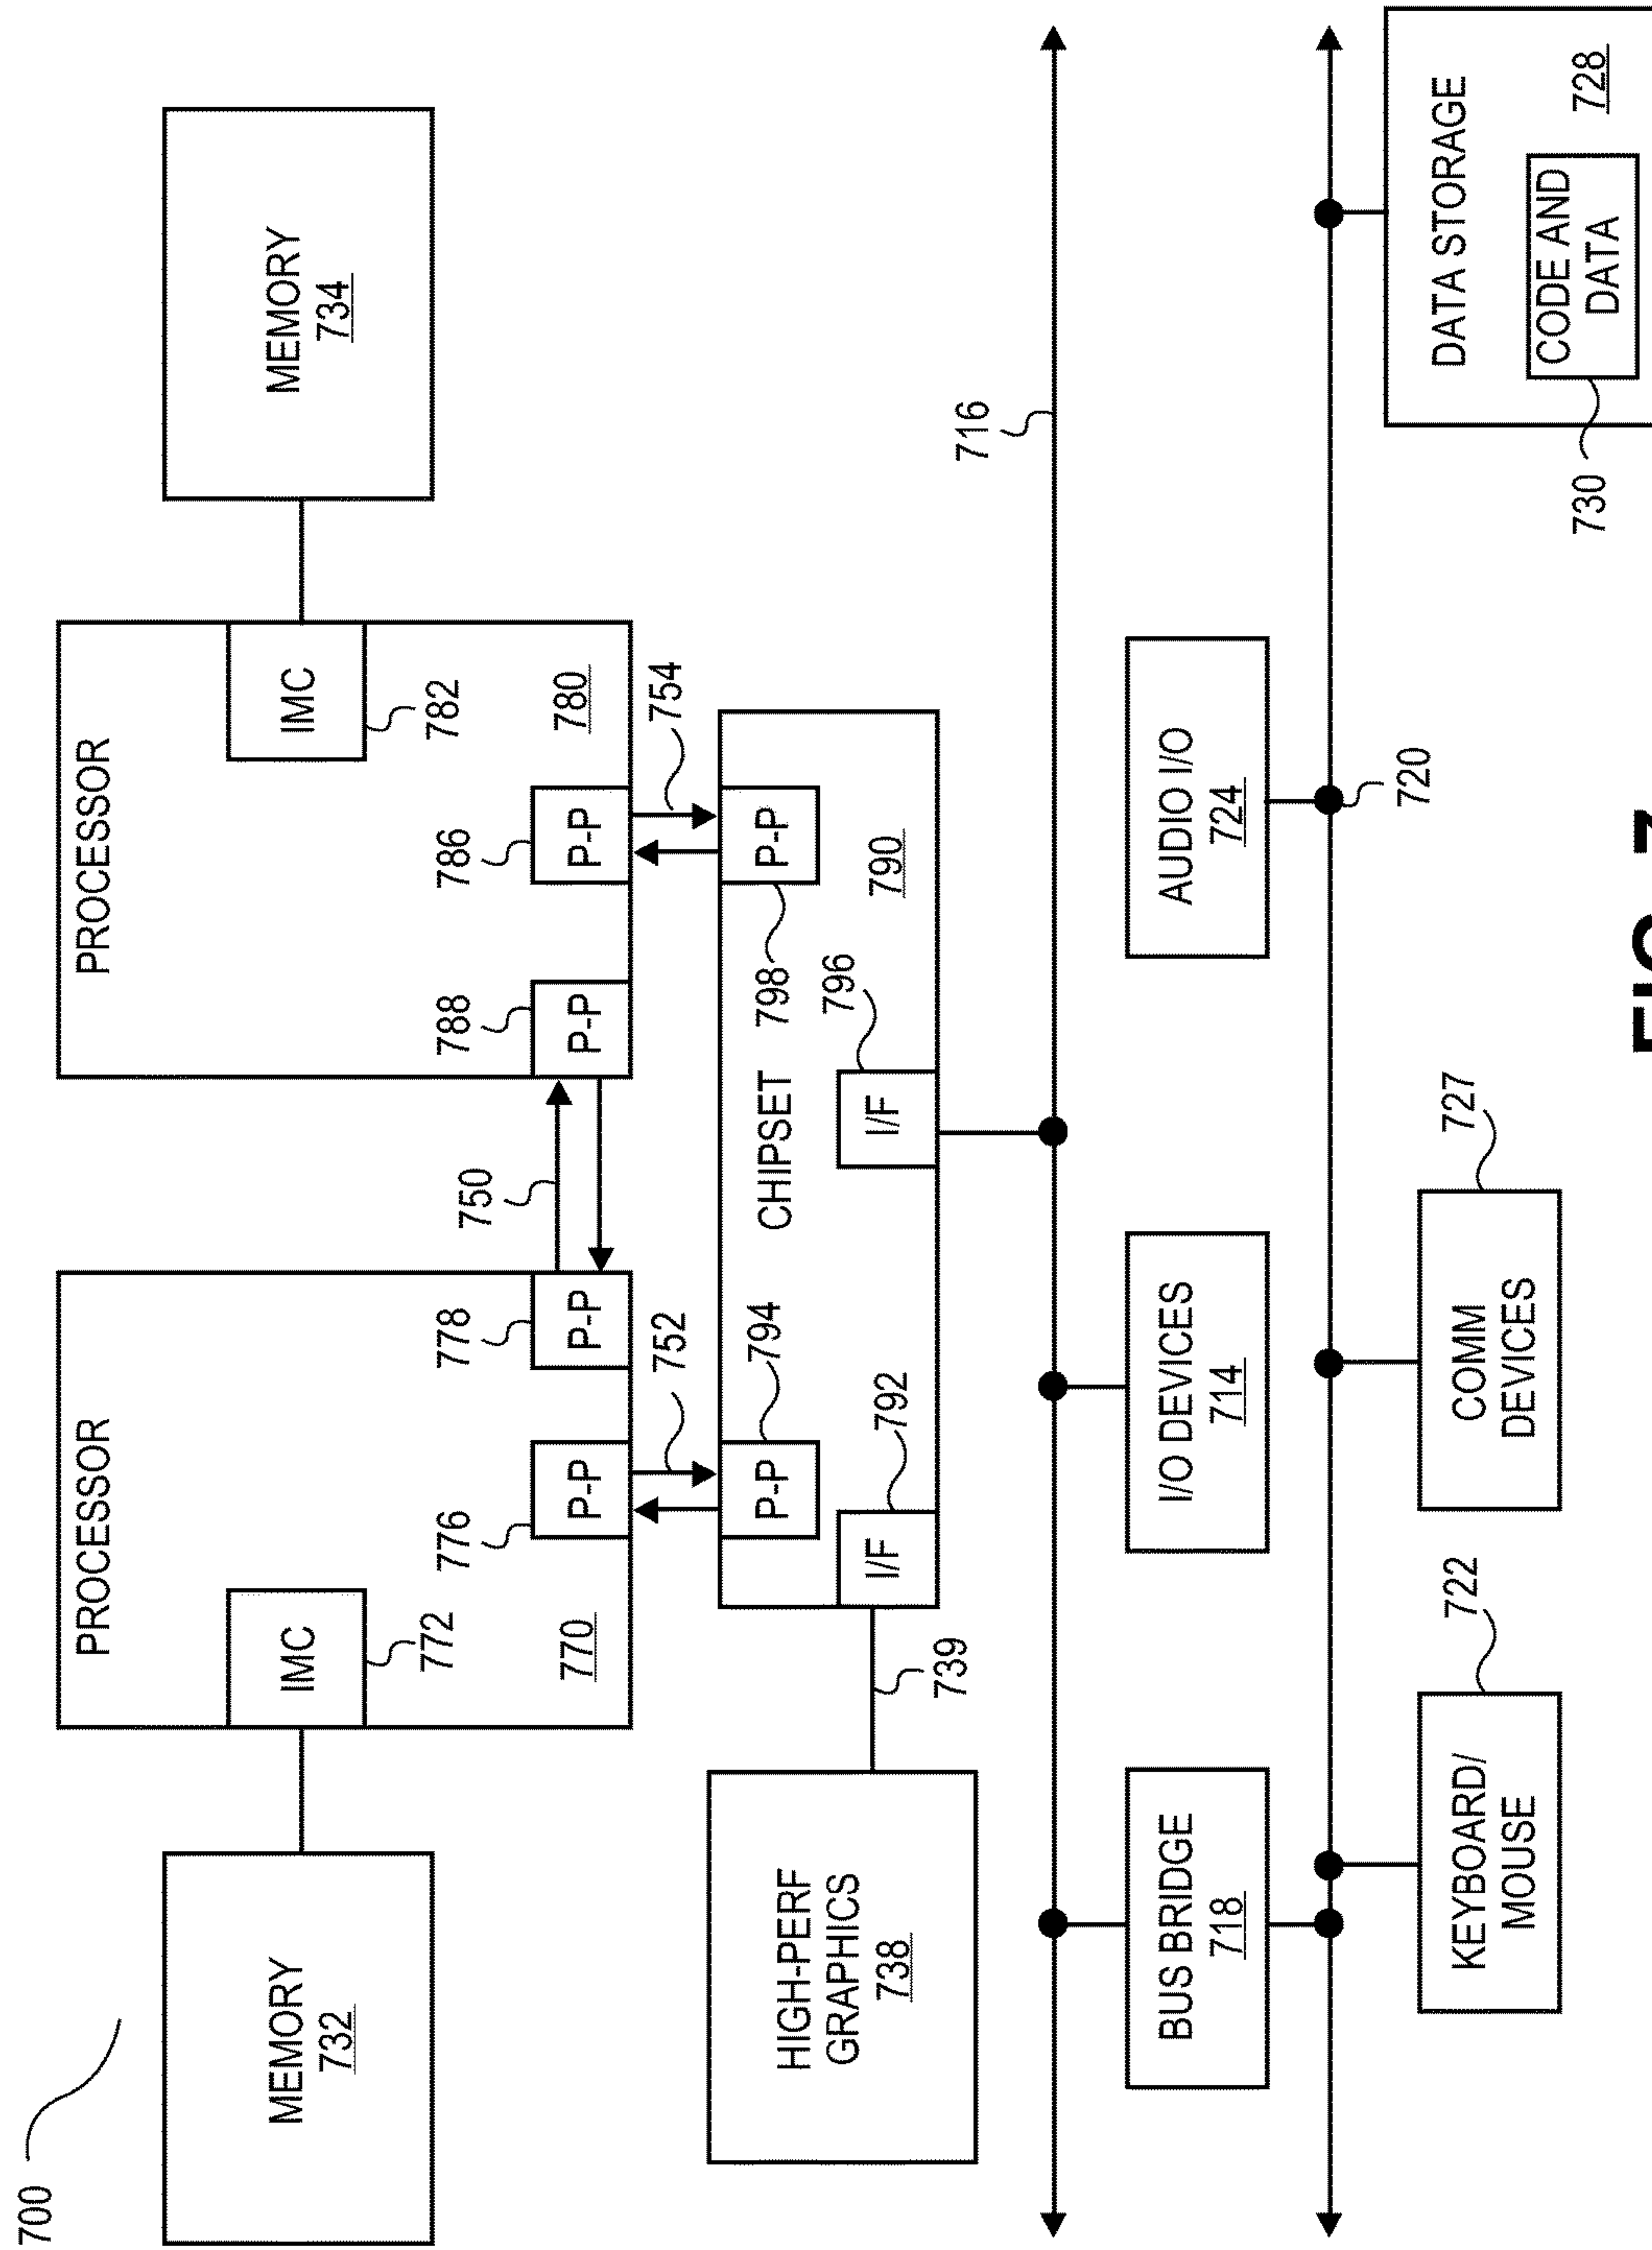 700
PROCESSOR
PROCESSOR
MEMORY
732
IMC
772
770
IMC
782
780
MEMORY
734
776
778
750
788
786
P-P
P-P
P-P
P-P
752
754
HIGH-PERF
GRAPHICS
738
739
P-P
794
CHIPSET
798
P-P
I/F
792
I/F
796
790
716
BUS BRIDGE
718
I/O DEVICES
714
AUDIO I/O
724
720
KEYBOARD/
MOUSE
722
COMM
DEVICES
727
DATA STORAGE
728
CODE AND
DATA
730
FIG. 7